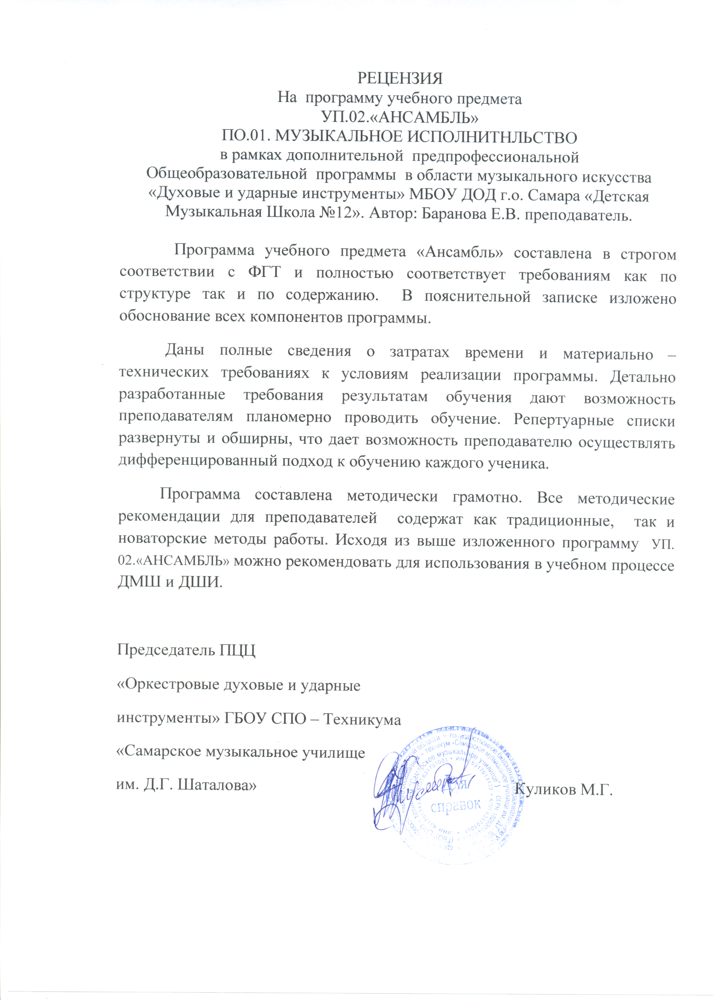 РЕЦЕНЗИЯ
На программу учебного предмета
УП.02.«АНСАМБЛЬ»
ПО.01. МУЗЫКАЛЬНОЕ ИСПОЛНИТНЛЬСТВО
в рамках дополнительной предпрофессиональной
Общеобразовательной программы в области музыкального искусства
«Духовые и ударные инструменты» МБОУ ДОД г.о. Самара «Детская
Музыкальная Школа №12». Автор: Баранова Е.В. преподаватель.
Программа учебного предмета «Ансамбль» составлена в строгом
соответствии с ФГТ и полностью соответствует требованиям как по
структуре так и по содержанию. В пояснительной записке изложено
обоснование всех компонентов программы.
Даны полные сведения о затратах времени и материально –
технических требованиях к условиям реализации программы. Детально
разработанные требования результатам обучения дают возможность
преподавателям планомерно проводить обучение. Репертуарные списки
развернуты и обширны, что дает возможность преподавателю осуществлять
дифференцированный подход к обучению каждого ученика.
Программа составлена методически грамотно. Все методические
рекомендации для преподавателей содержат как традиционные, так и
новаторские методы работы. Исходя из выше изложенного программу УП.
02.«АНСАМБЛЬ» можно рекомендовать для использования в учебном процессе
ДМШ и ДШИ.
Председатель ПЦЦ
«Оркестровые духовые и ударные
инструменты» ГБОУ СПО – Техникума
«Самарское музыкальное училище
им. Д.Г. Шаталова»
Куликов М.Г.
Для
справок